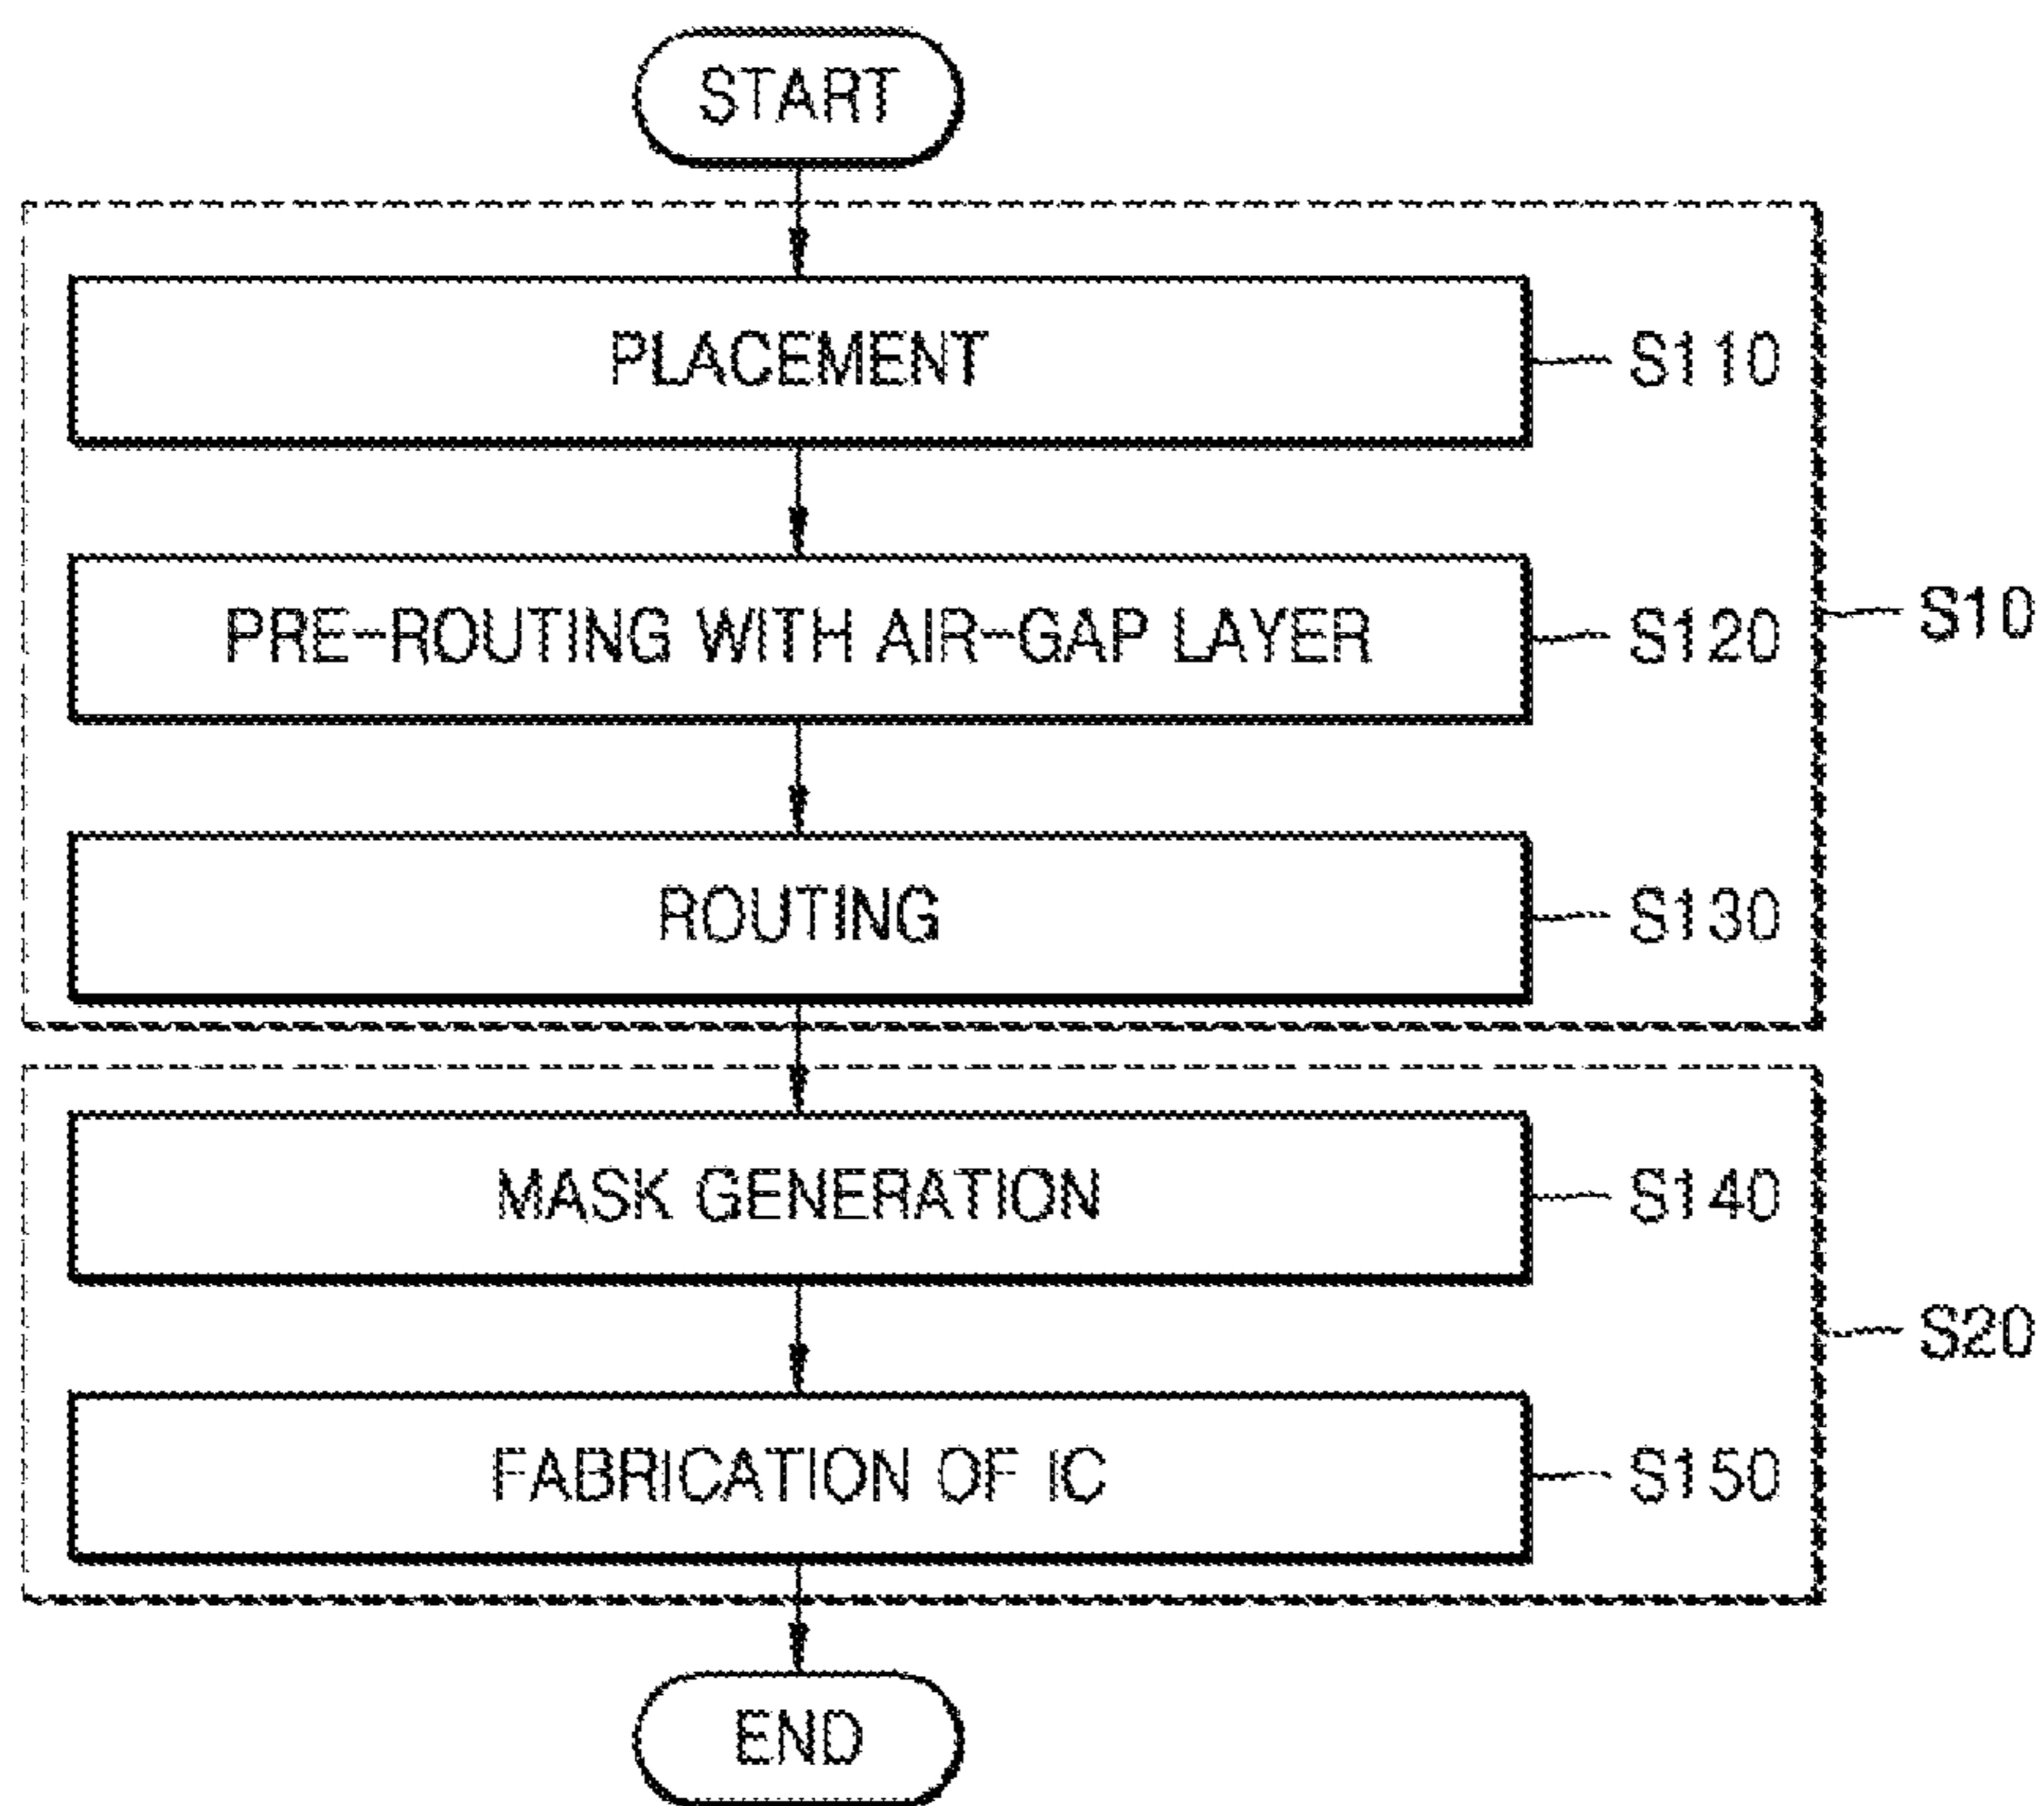 START
PLACEMENT
S110
PRE-ROUTING WITH AIR-GAP LAYER
S120
S10
ROUTING
S130
MASK GENERATION
S140
S20
FABRICATION OF IC
S150
END